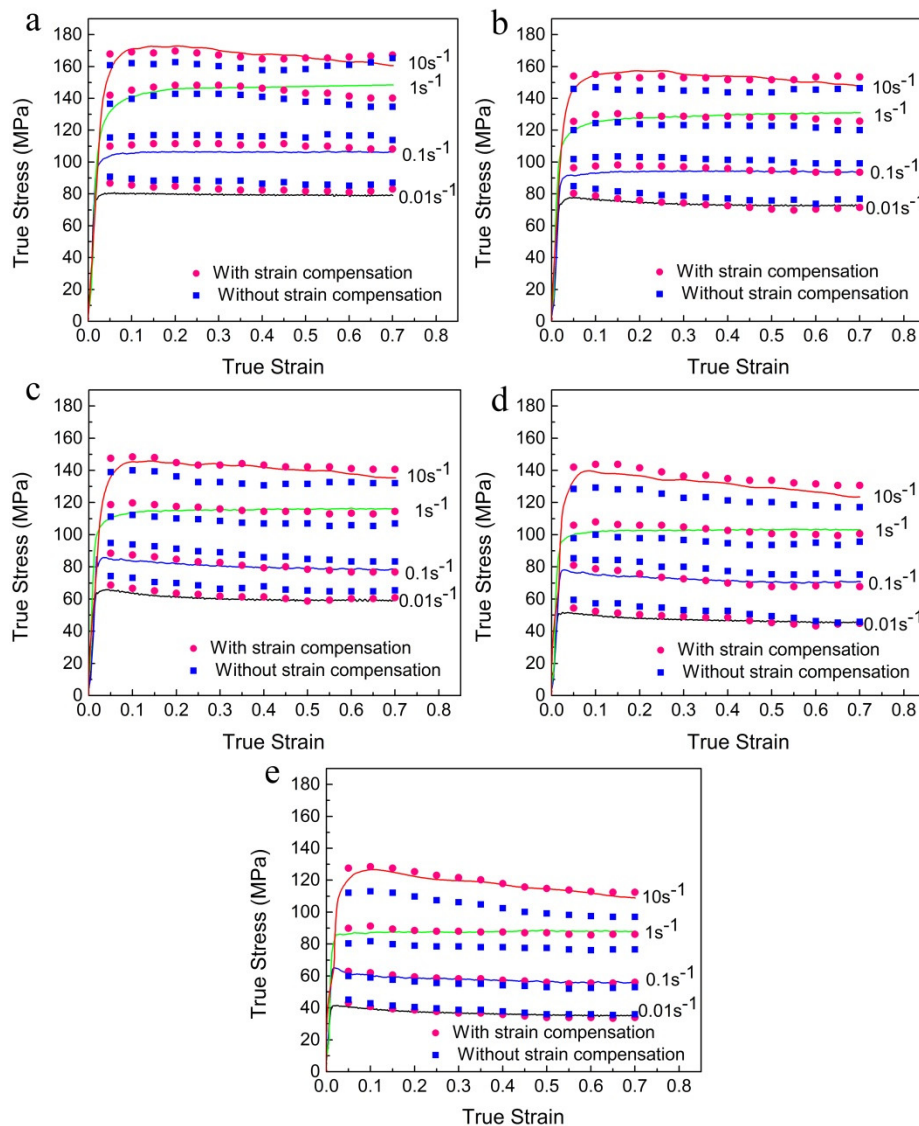 a
180
160
140
120
100
80
60
40
20
0
True Stress (MPa)
10s⁻¹
1s⁻¹
0.1s⁻¹
0.01s⁻¹
With strain compensation
Without strain compensation
0.0 0.1 0.2 0.3 0.4 0.5 0.6 0.7 0.8
True Strain
b
180
160
140
120
100
80
60
40
20
0
True Stress (MPa)
10s⁻¹
1s⁻¹
0.1s⁻¹
0.01s⁻¹
With strain compensation
Without strain compensation
0.0 0.1 0.2 0.3 0.4 0.5 0.6 0.7 0.8
True Strain
c
180
160
140
120
100
80
60
40
20
0
True Stress (MPa)
10s⁻¹
1s⁻¹
0.1s⁻¹
0.01s⁻¹
With strain compensation
Without strain compensation
0.0 0.1 0.2 0.3 0.4 0.5 0.6 0.7 0.8
True Strain
d
180
160
140
120
100
80
60
40
20
0
True Stress (MPa)
10s⁻¹
1s⁻¹
0.1s⁻¹
0.01s⁻¹
With strain compensation
Without strain compensation
0.0 0.1 0.2 0.3 0.4 0.5 0.6 0.7 0.8
True Strain
e
180
160
140
120
100
80
60
40
20
0
True Stress (MPa)
10s⁻¹
1s⁻¹
0.1s⁻¹
0.01s⁻¹
With strain compensation
Without strain compensation
0.0 0.1 0.2 0.3 0.4 0.5 0.6 0.7 0.8
True Strain